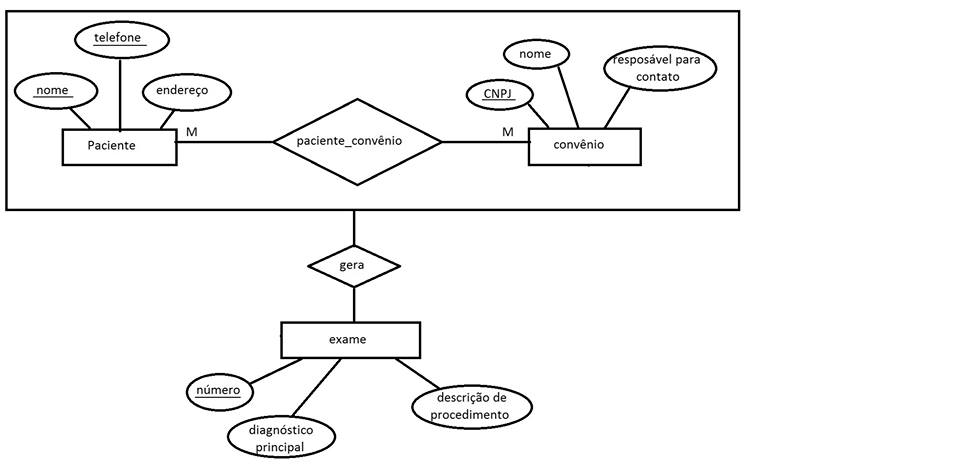 telefone
nome
endereço
Paciente
M
paciente_convênio
M
nome
resposável para
contato
CNPJ
convênio
gera
exame
número
diagnóstico
principal
descrição de
procedimento